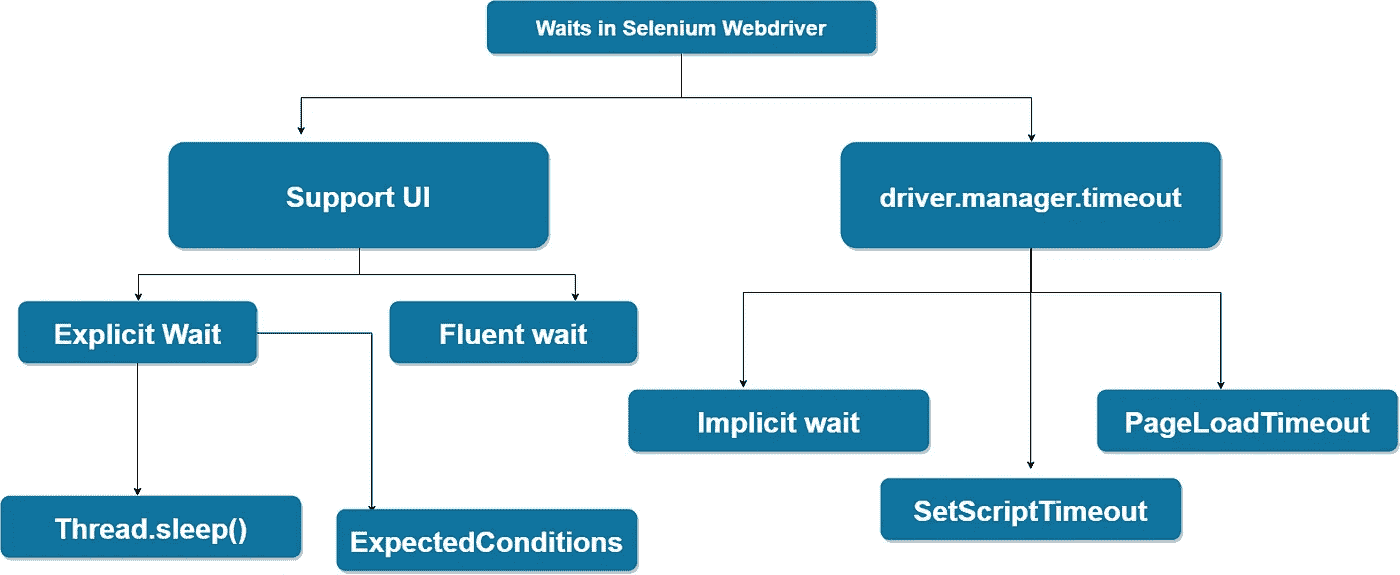 Waits in Selenium Webdriver
Support UI
driver.manager.timeout
Explicit Wait
Fluent wait
Implicit wait
PageLoadTimeout
Thread.sleep()
ExpectedConditions
SetScriptTimeout